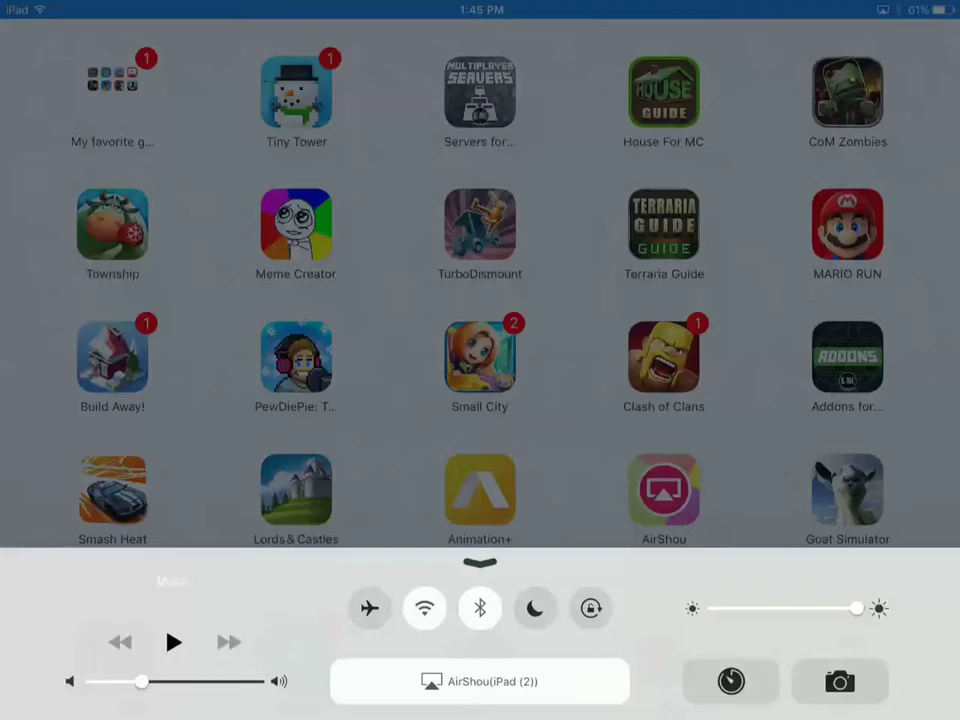 iPad 1:45 PM 61%
1 1 MULTIPLAYER SERVERS HOUSE GUIDE
My favorite g... Tiny Tower Servers for... House For MC CoM Zombies
TERRARIA GUIDE GUIDE M
Township Meme Creator TurboDismount Terraria Guide MARIO RUN
1 2 1 ADDONS
Build Away! PewDiePie: T... Small City Clash of Clans Addons for...
Smash Heat Lords & Castles Animation+ AirShou Goat Simulator
Music
AirShou(iPad (2))